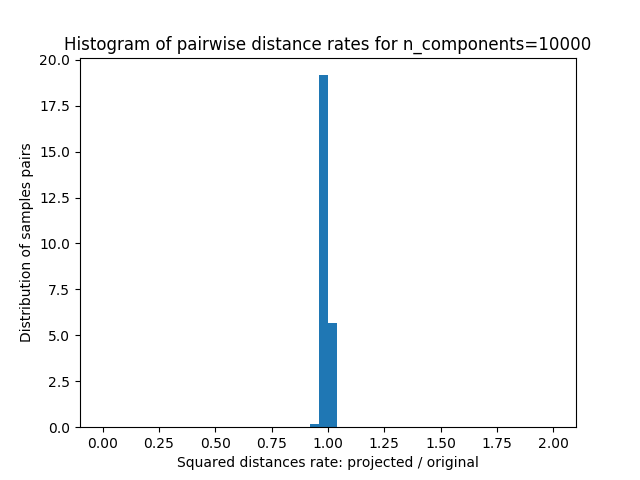 Histogram of pairwise distance rates for n_components=10000
Distribution of samples pairs
20.0
17.5
15.0
12.5
10.0
7.5
5.0
2.5
0.0
0.00 0.25 0.50 0.75 1.00 1.25 1.50 1.75 2.00
Squared distances rate: projected / original